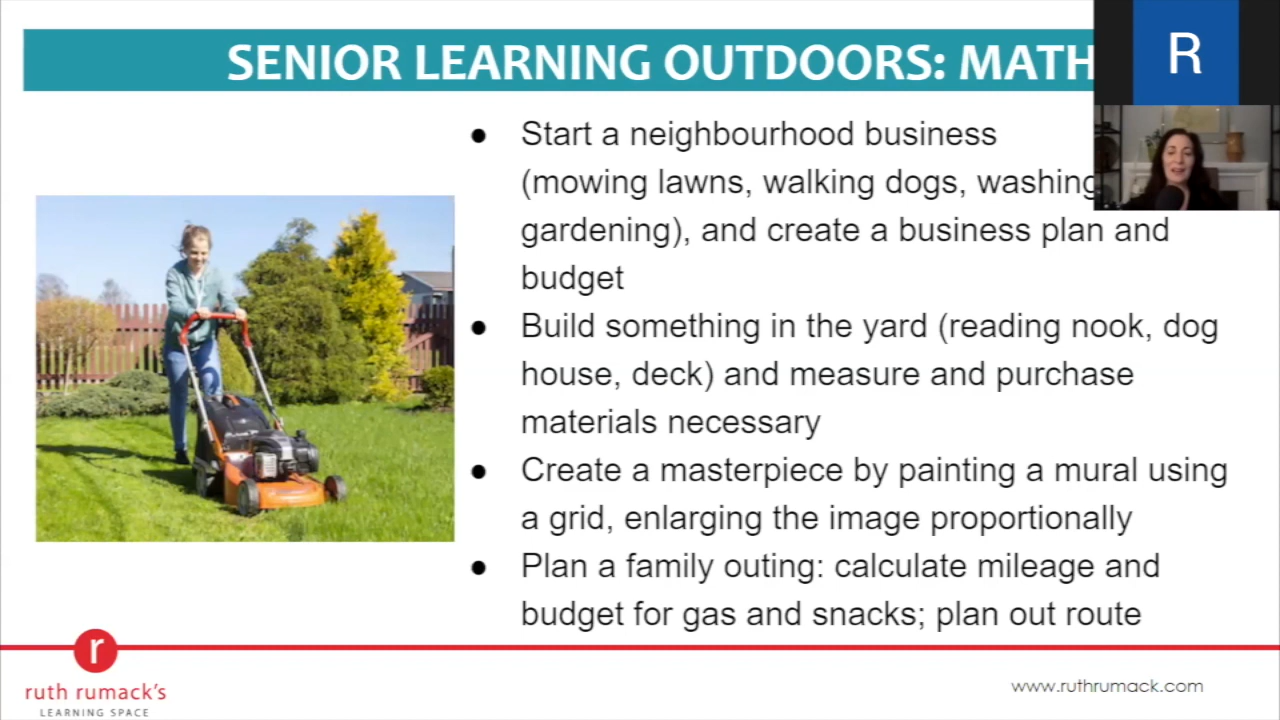 SENIOR LEARNING OUTDOORS: MATH
R
● Start a neighbourhood business
(mowing lawns, walking dogs, washing
gardening), and create a business plan and
budget
● Build something in the yard (reading nook, dog
house, deck) and measure and purchase
materials necessary
● Create a masterpiece by painting a mural using
a grid, enlarging the image proportionally
● Plan a family outing: calculate mileage and
budget for gas and snacks; plan out route
r
ruth rumack's
LEARNING SPACE
www.ruthrumack.com